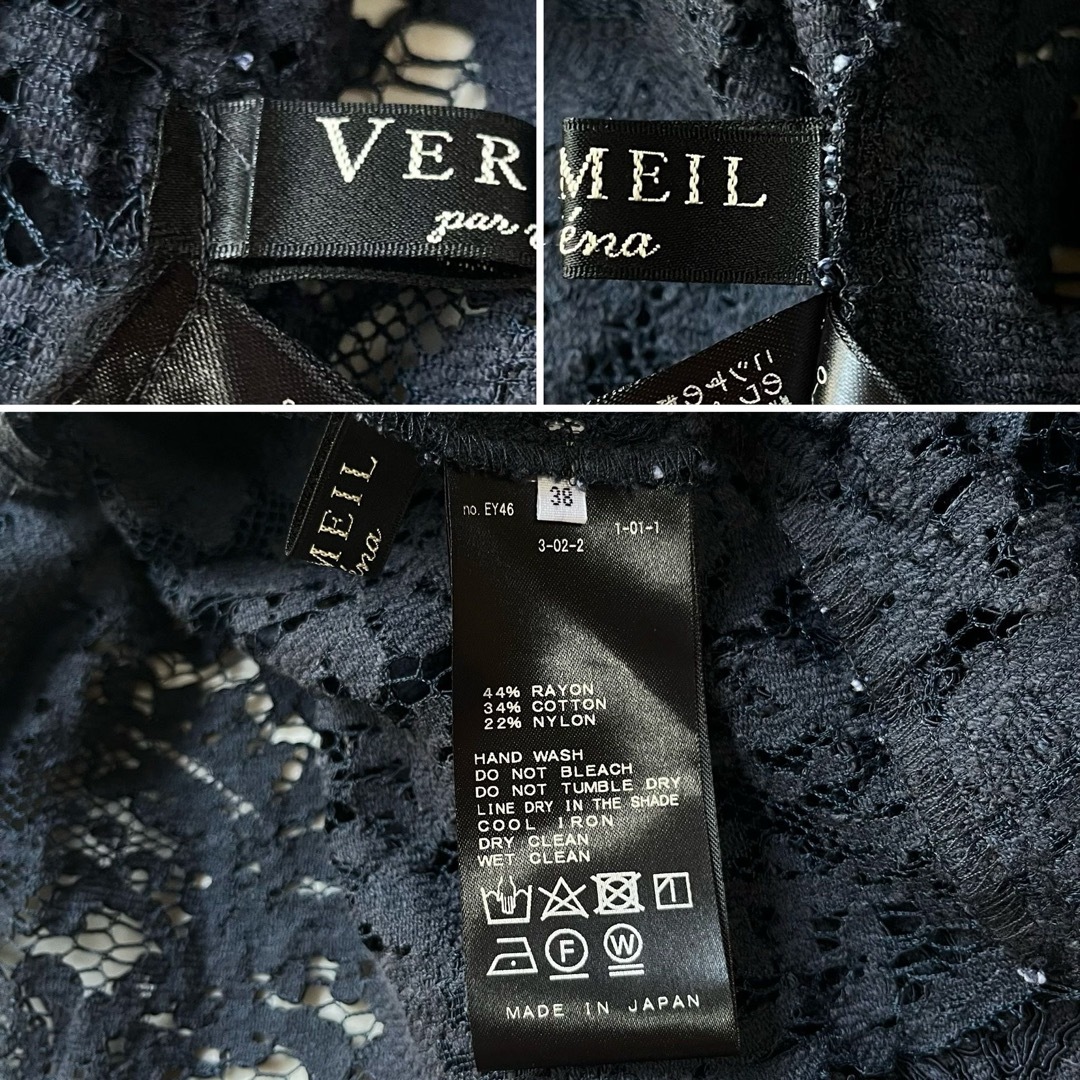 VER
par
MEIL
éna
MEIL
éna
38
no. EY46
1-01-1
3-02-2
44% RAYON
34% COTTON
22% NYLON
HAND WASH
DO NOT BLEACH
DO NOT TUMBLE DRY
LINE DRY IN THE SHADE
COOL IRON
DRY CLEAN
WET CLEAN
F
W
MADE IN JAPAN